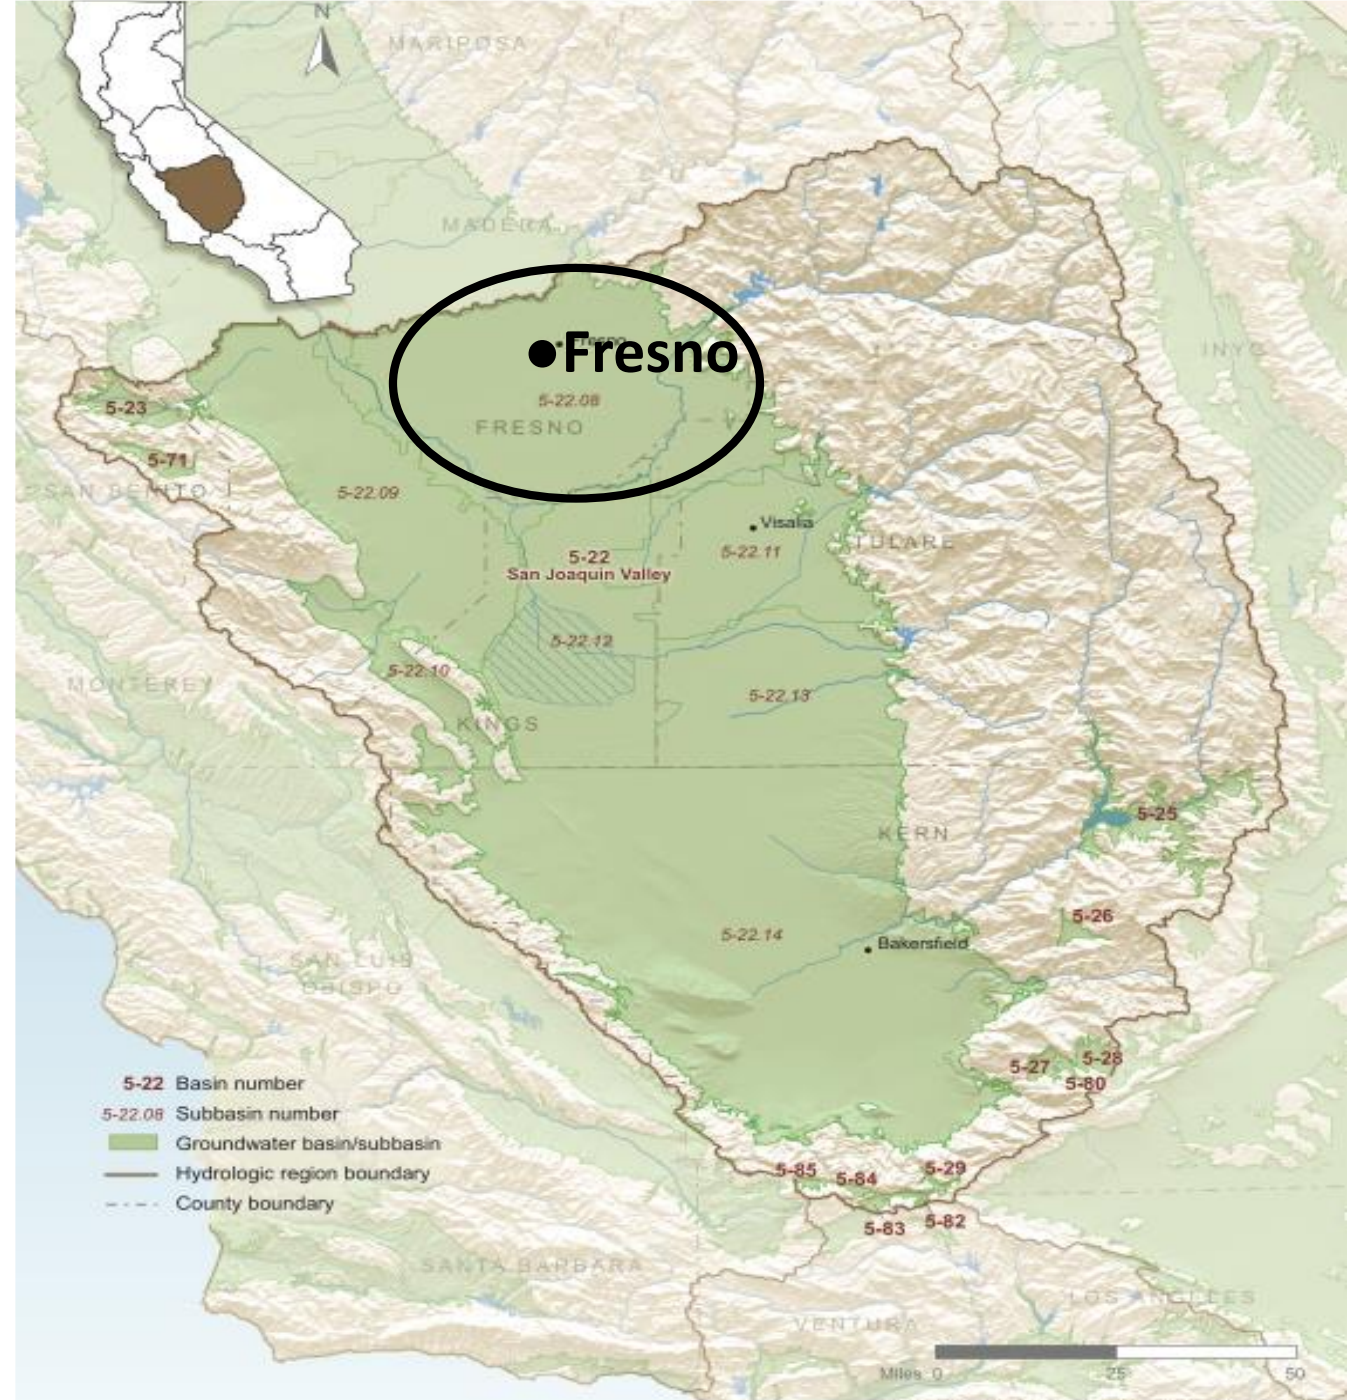 N
MARIPOSA
MADERA
Fresno
Fresno
INYO
5-22.08
5-23
FRESNO
5-71
SAN BENITO
5-22.09
Visalia
TULARE
5-22.11
5-22
San Joaquin Valley
5-22.12
5-22.10
MONTEREY
5-22.13
KINGS
5-25
KERN
5-26
5-22.14
Bakersfield
SAN LUIS
OBISPO
5-28
5-27
5-80
5-22 Basin number
5-22.08 Subbasin number
Groundwater basin/subbasin
Hydrologic region boundary
County boundary
5-85
5-84
5-29
5-83
5-82
SANTA BARBARA
LOS ANGELES
VENTURA
Miles 0 25 50